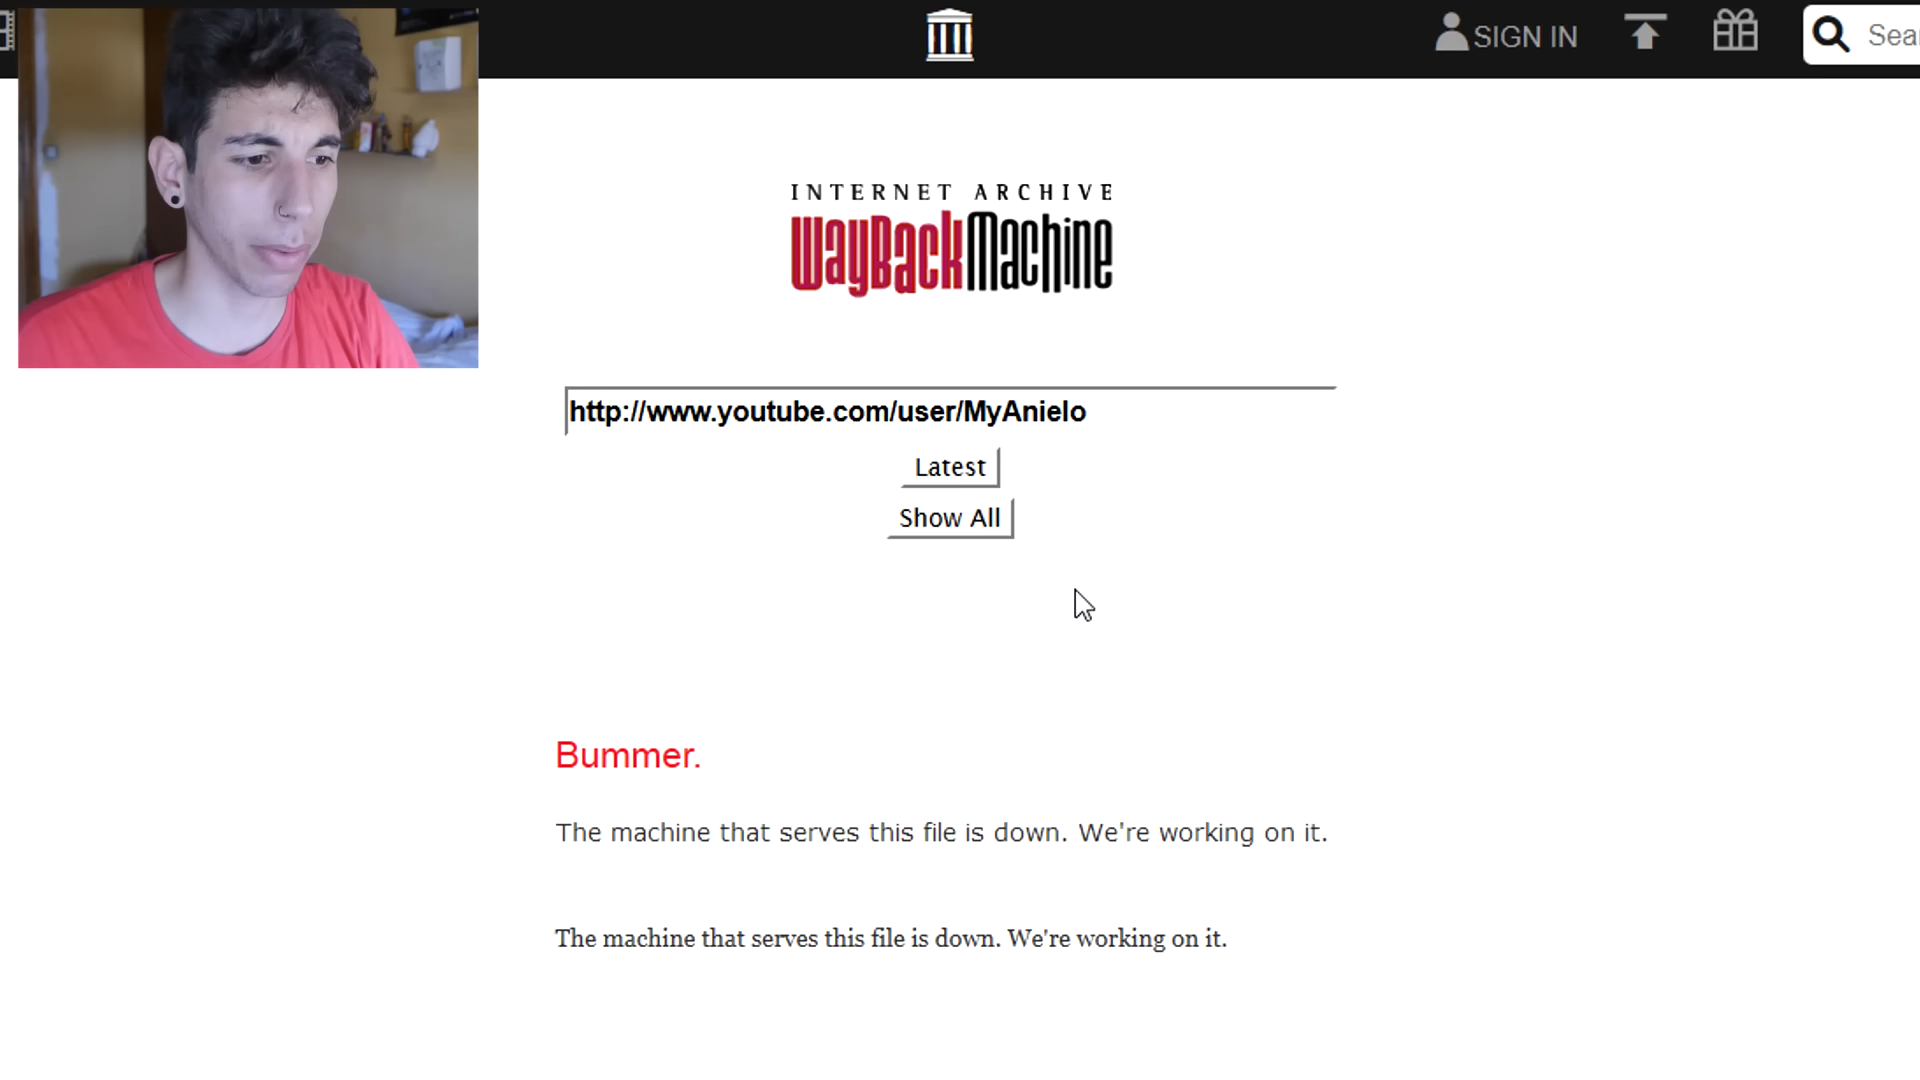 SIGN IN
Sea
INTERNET ARCHIVE
WayBackMachine
http://www.youtube.com/user/MyAnielo
Latest
Show All
Bummer.
The machine that serves this file is down. We're working on it.
The machine that serves this file is down. We're working on it.